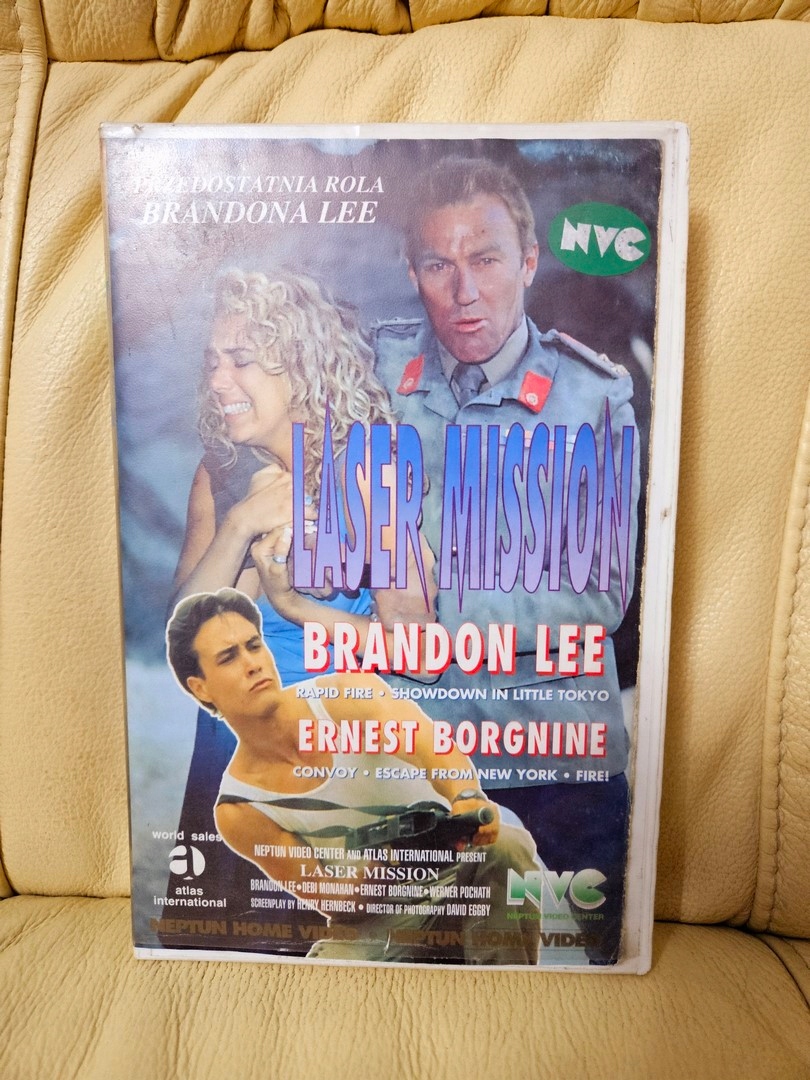 PRZEDOSTATNIA ROLA
BRANDONA LEE
NVC
LASER MISSION
BRANDON LEE
RAPID FIRE • SHOWDOWN IN LITTLE TOKYO
ERNEST BORGNINE
CONVOY • ESCAPE FROM NEW YORK • FIRE!
world sales
a
atlas
international
NEPTUN VIDEO CENTER AND ATLAS INTERNATIONAL PRESENT
LASER MISSION
BRANDON LEE•DEBI MONAHAN•ERNEST BORGNINE•WERNER POCHATH
SCREENPLAY BY HENRY HERNBECK • DIRECTOR OF PHOTOGRAPHY DAVID EGGBY
NVC
NEPTUN VIDEO CENTER
NEPTUN HOME VIDEO NEPTUN HOME VIDEO